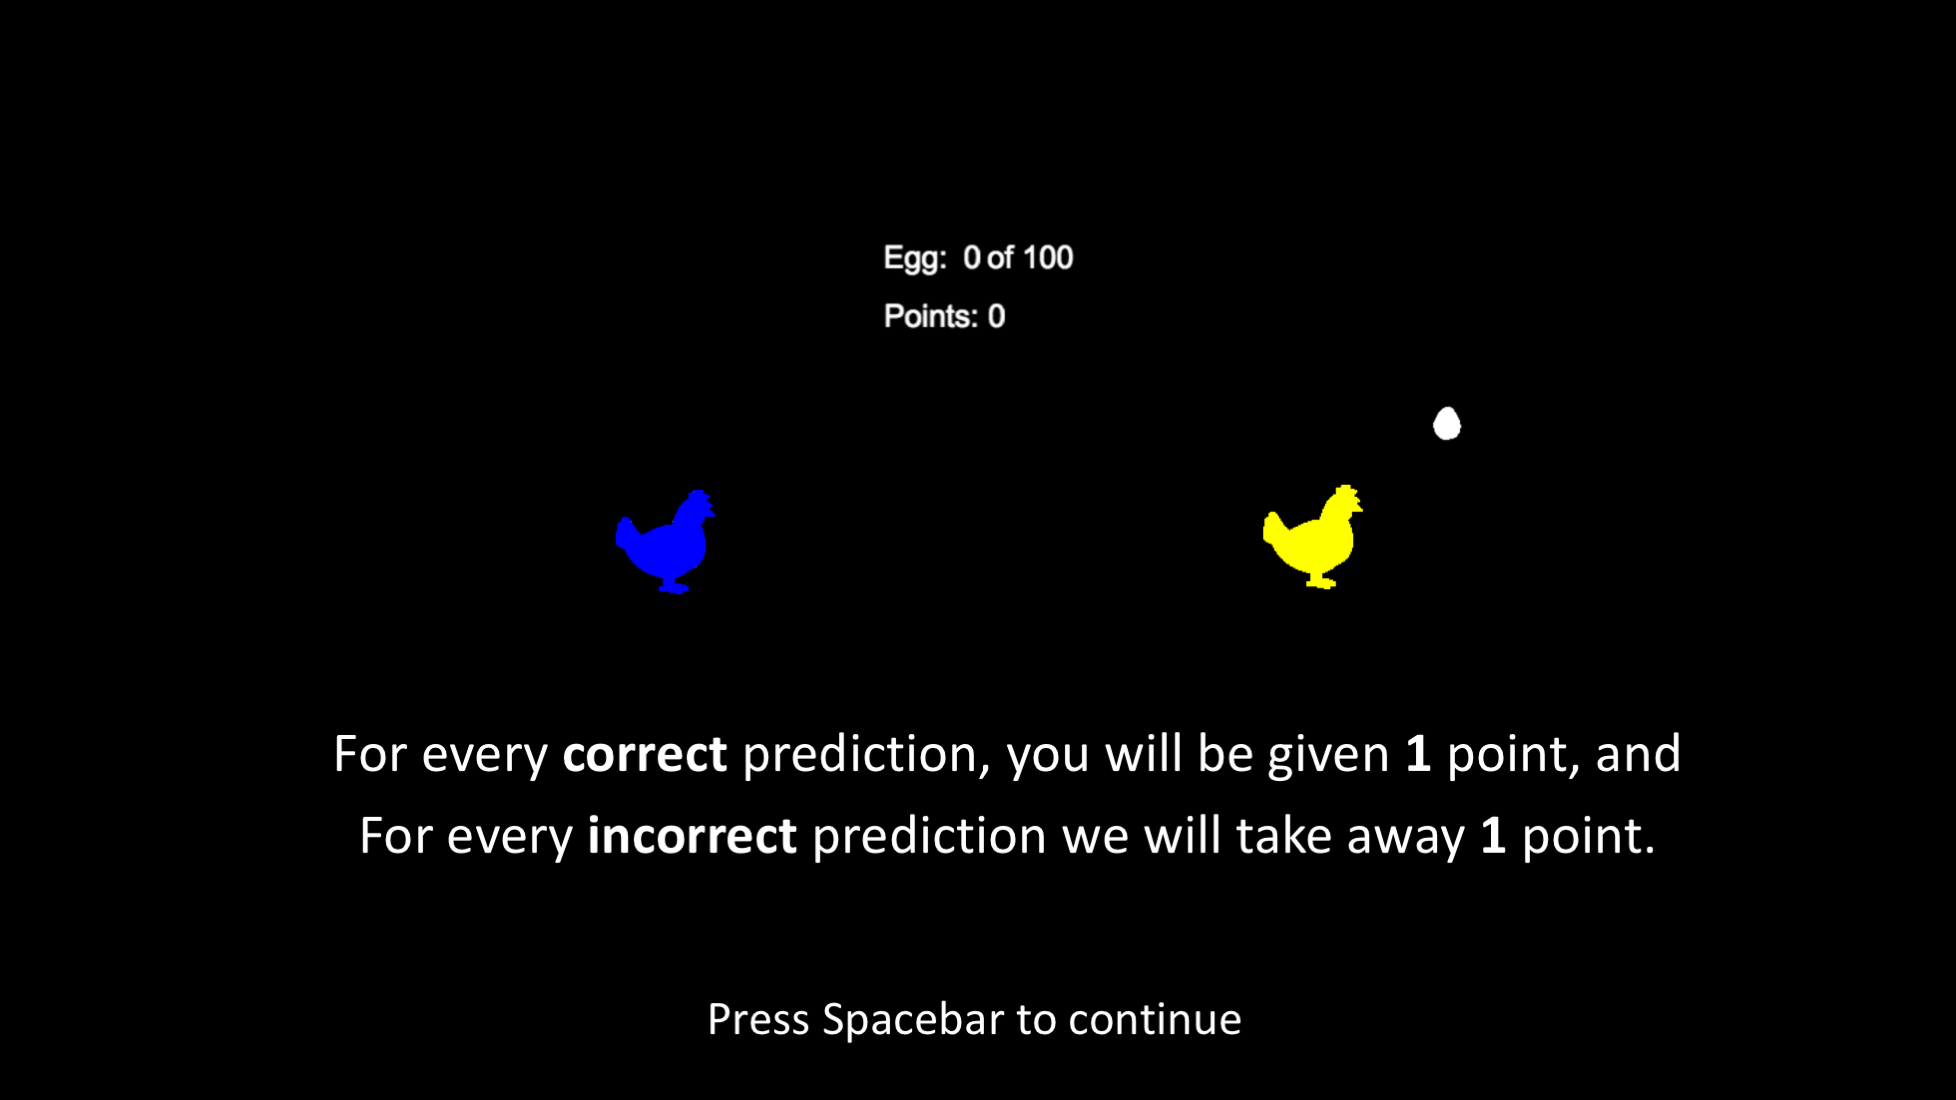 Egg: 0 of 100
Points: 0
For every correct prediction, you will be given 1 point, and
For every incorrect prediction we will take away 1 point.
Press Spacebar to continue